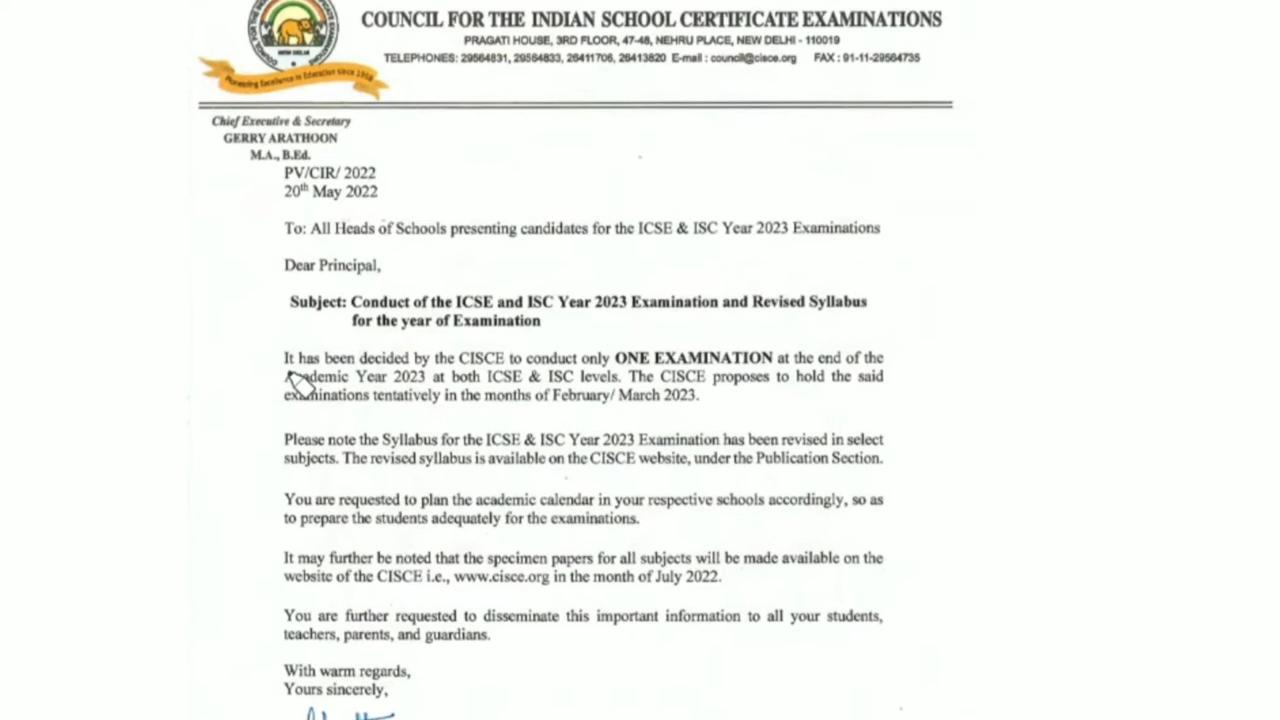 COUNCIL FOR THE INDIAN SCHOOL CERTIFICATE EXAMINATIONS
PRAGATI HOUSE, 3RD FLOOR, 47-48, NEHRU PLACE, NEW DELHI - 110019
TELEPHONES: 29564831, 29564833, 26411706, 26413820 E-mail : council@cisce.org FAX : 91-11-29564735
NEW DELHI
Pioneering Excellence in Education since 1958
Chief Executive & Secretary
GERRY ARATHOON
M.A., B.Ed.
PV/CIR/ 2022
20th May 2022
To: All Heads of Schools presenting candidates for the ICSE & ISC Year 2023 Examinations
Dear Principal,
Subject: Conduct of the ICSE and ISC Year 2023 Examination and Revised Syllabus
for the year of Examination
It has been decided by the CISCE to conduct only ONE EXAMINATION at the end of the
Academic Year 2023 at both ICSE & ISC levels. The CISCE proposes to hold the said
examinations tentatively in the months of February/ March 2023.
Please note the Syllabus for the ICSE & ISC Year 2023 Examination has been revised in select
subjects. The revised syllabus is available on the CISCE website, under the Publication Section.
You are requested to plan the academic calendar in your respective schools accordingly, so as
to prepare the students adequately for the examinations.
It may further be noted that the specimen papers for all subjects will be made available on the
website of the CISCE i.e., www.cisce.org in the month of July 2022.
You are further requested to disseminate this important information to all your students,
teachers, parents, and guardians.
With warm regards,
Yours sincerely,